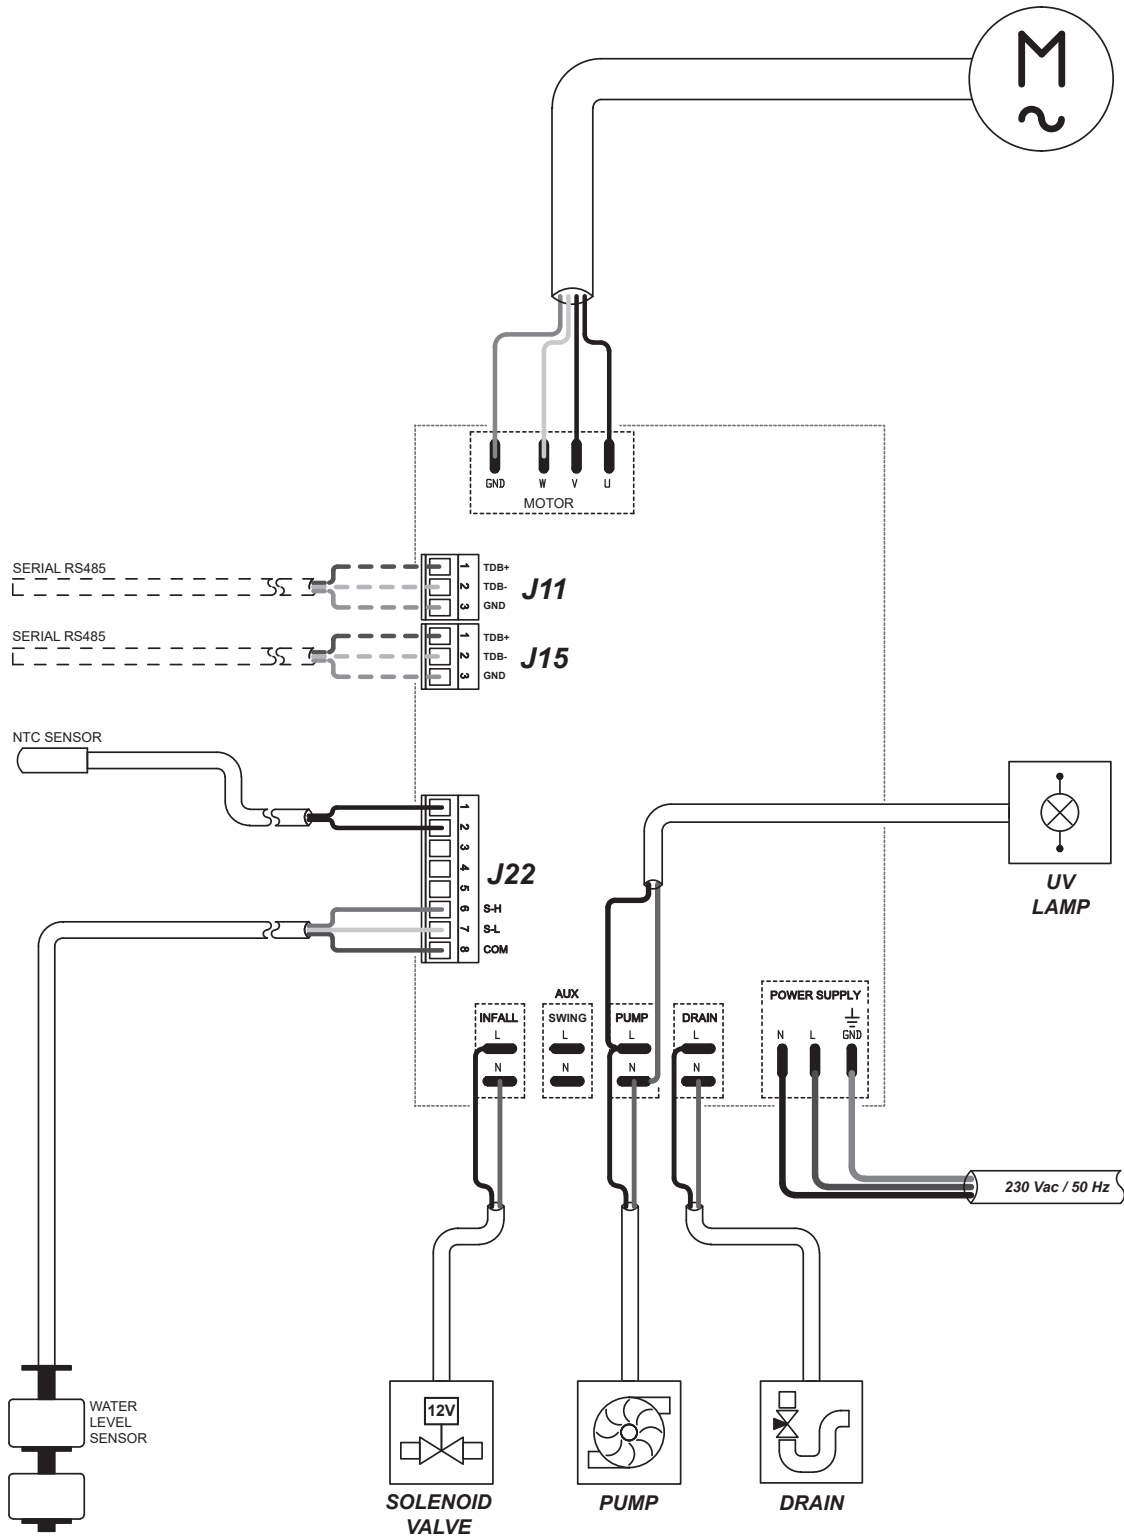 M
GND W V U
MOTOR
SERIAL RS485
1 TDB+
2 TDB-
3 GND
J11
SERIAL RS485
1 TDB+
2 TDB-
3 GND
J15
NTC SENSOR
1
2
3
4
5
6 S-H
7 S-L
8 COM
J22
UV
LAMP
INFALL
L
N
AUX
SWING
L
N
PUMP
L
N
DRAIN
L
N
POWER SUPPLY
N L GND
230 Vac / 50 Hz
WATER
LEVEL
SENSOR
12V
SOLENOID
VALVE
PUMP
DRAIN